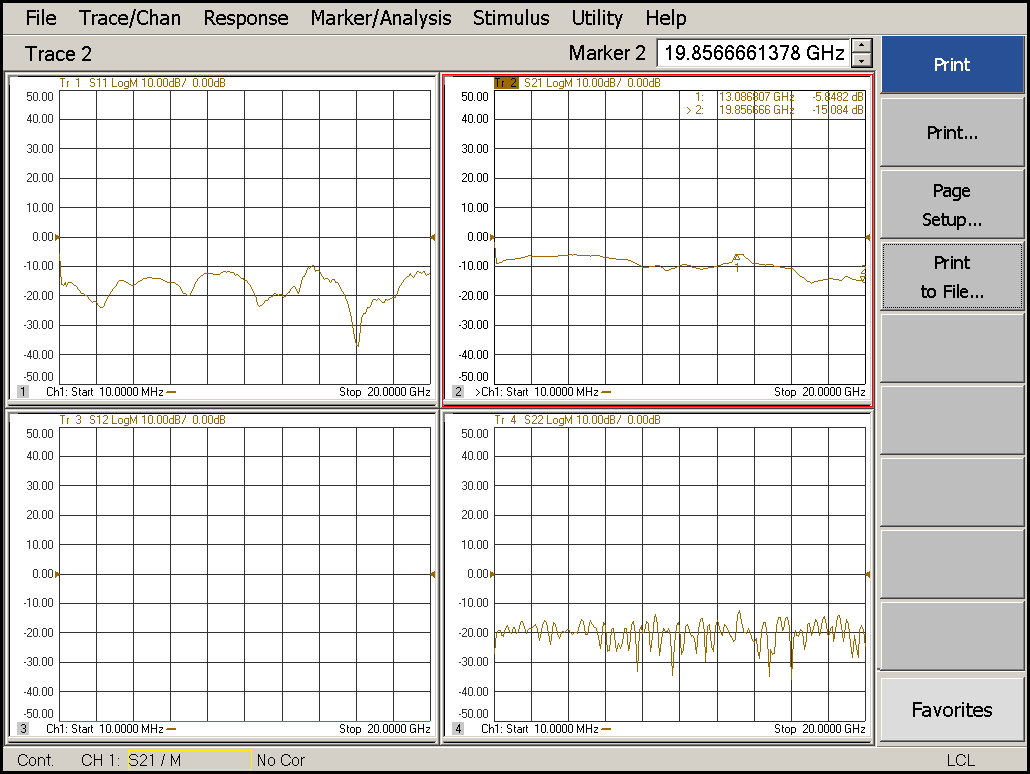 File Trace/Chan Response Marker/Analysis Stimulus Utility Help
Trace 2 Marker 2 19.8566661378 GHz
Tr 1 S11 LogM 10.00dB/ 0.00dB
50.00
40.00
30.00
20.00
10.00
0.00
-10.00
-20.00
-30.00
-40.00
-50.00
1 Ch1: Start 10.0000 MHz Stop 20.0000 GHz
Tr 2 S21 LogM 10.00dB/ 0.00dB
1: 13.086807 GHz -5.8482 dB
> 2: 19.856666 GHz -15.084 dB
50.00
40.00
30.00
20.00
10.00
0.00
-10.00
-20.00
-30.00
-40.00
-50.00
1
2
2 >Ch1: Start 10.0000 MHz Stop 20.0000 GHz
Tr 3 S12 LogM 10.00dB/ 0.00dB
50.00
40.00
30.00
20.00
10.00
0.00
-10.00
-20.00
-30.00
-40.00
-50.00
3 Ch1: Start 10.0000 MHz Stop 20.0000 GHz
Tr 4 S22 LogM 10.00dB/ 0.00dB
50.00
40.00
30.00
20.00
10.00
0.00
-10.00
-20.00
-30.00
-40.00
-50.00
4 Ch1: Start 10.0000 MHz Stop 20.0000 GHz
Print
Print...
Page
Setup...
Print
to File...
Favorites
Cont. CH 1: S21 / M No Cor LCL